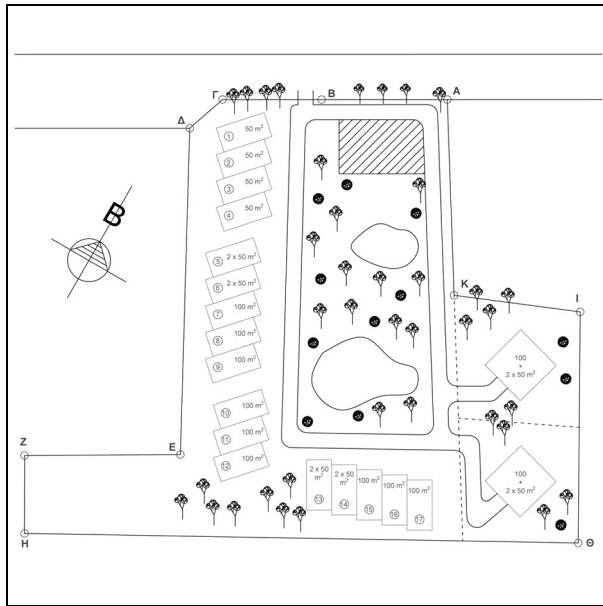 Γ
Β
Α
Δ
① 50 m²
② 50 m²
③ 50 m²
④ 50 m²
Β
⑤ 2 x 50 m²
⑥ 2 x 50 m²
⑦ 100 m²
⑧ 100 m²
⑨ 100 m²
Κ
Ι
100
+
2 x 50 m²
⑩ 100 m²
⑪ 100 m²
⑫ 100 m²
Ζ
Ε
2 x 50
m²
⑬
2 x 50
m²
⑭
100 m²
⑮
100 m²
⑯
100 m²
⑰
100
+
2 x 50 m²
Η
Θ